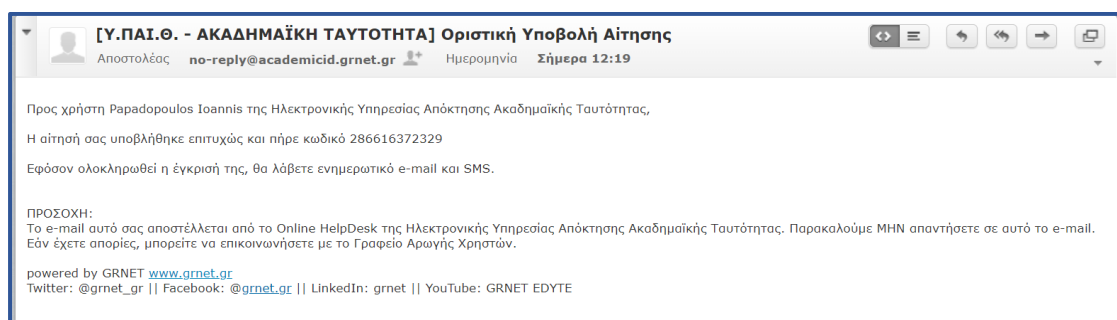 [Υ.ΠΑΙ.Θ. - ΑΚΑΔΗΜΑΪΚΗ ΤΑΥΤΟΤΗΤΑ] Οριστική Υποβολή Αίτησης
Αποστολέας no-reply@academicid.grnet.gr Ημερομηνία Σήμερα 12:19
Προς χρήστη Papadopoulos Ioannis της Ηλεκτρονικής Υπηρεσίας Απόκτησης Ακαδημαϊκής Ταυτότητας,
Η αίτησή σας υποβλήθηκε επιτυχώς και πήρε κωδικό 286616372329
Εφόσον ολοκληρωθεί η έγκρισή της, θα λάβετε ενημερωτικό e-mail και SMS.
ΠΡΟΣΟΧΗ:
Το e-mail αυτό σας αποστέλλεται από το Online HelpDesk της Ηλεκτρονικής Υπηρεσίας Απόκτησης Ακαδημαϊκής Ταυτότητας. Παρακαλούμε ΜΗΝ απαντήσετε σε αυτό το e-mail.
Εάν έχετε απορίες, μπορείτε να επικοινωνήσετε με το Γραφείο Αρωγής Χρηστών.
powered by GRNET www.grnet.gr
Twitter: @grnet_gr || Facebook: @grnet.gr || LinkedIn: grnet || YouTube: GRNET EDYTE